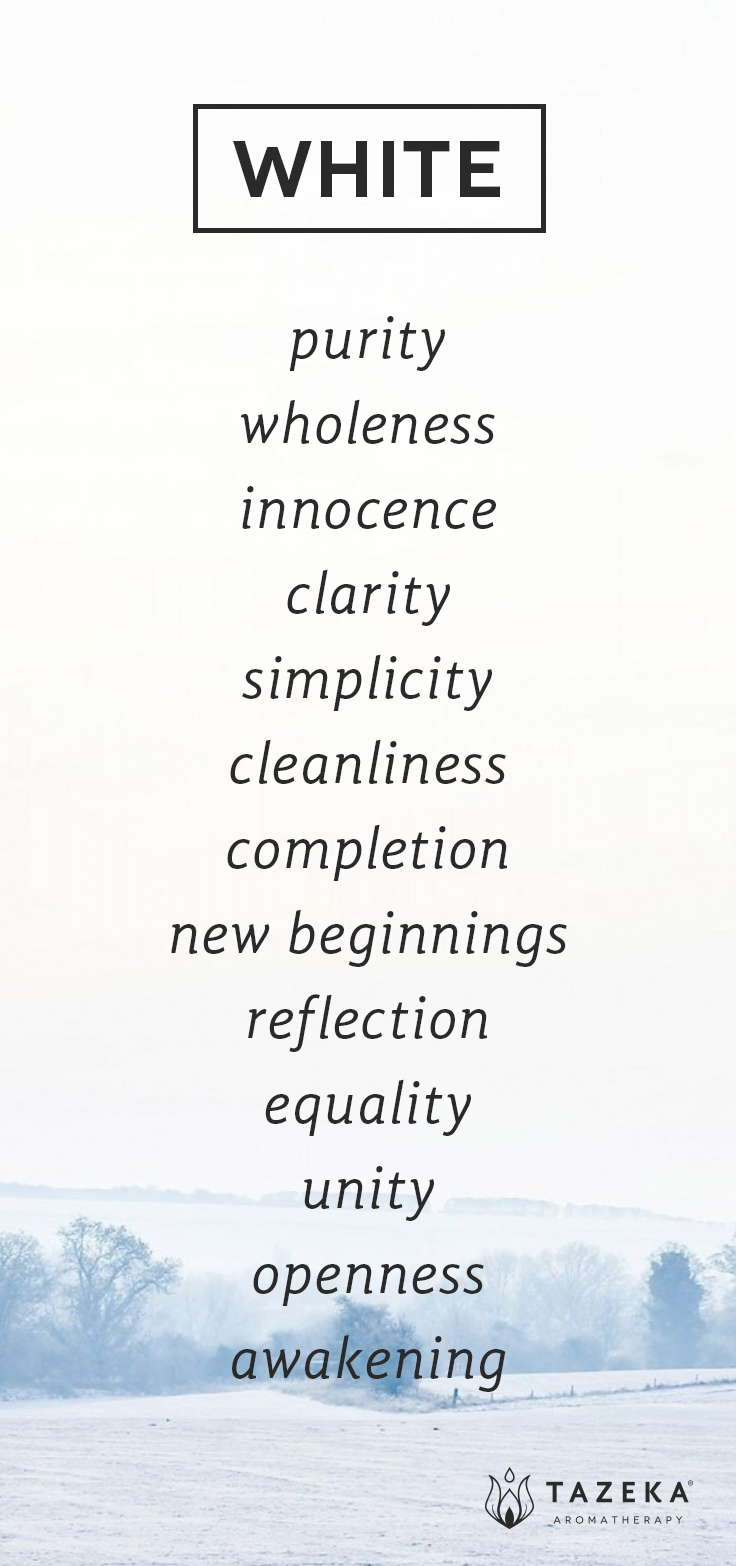 WHITE
purity
wholeness
innocence
clarity
simplicity
cleanliness
completion
new beginnings
reflection
equality
unity
openness
awakening
TAZEKA®
AROMATHERAPY